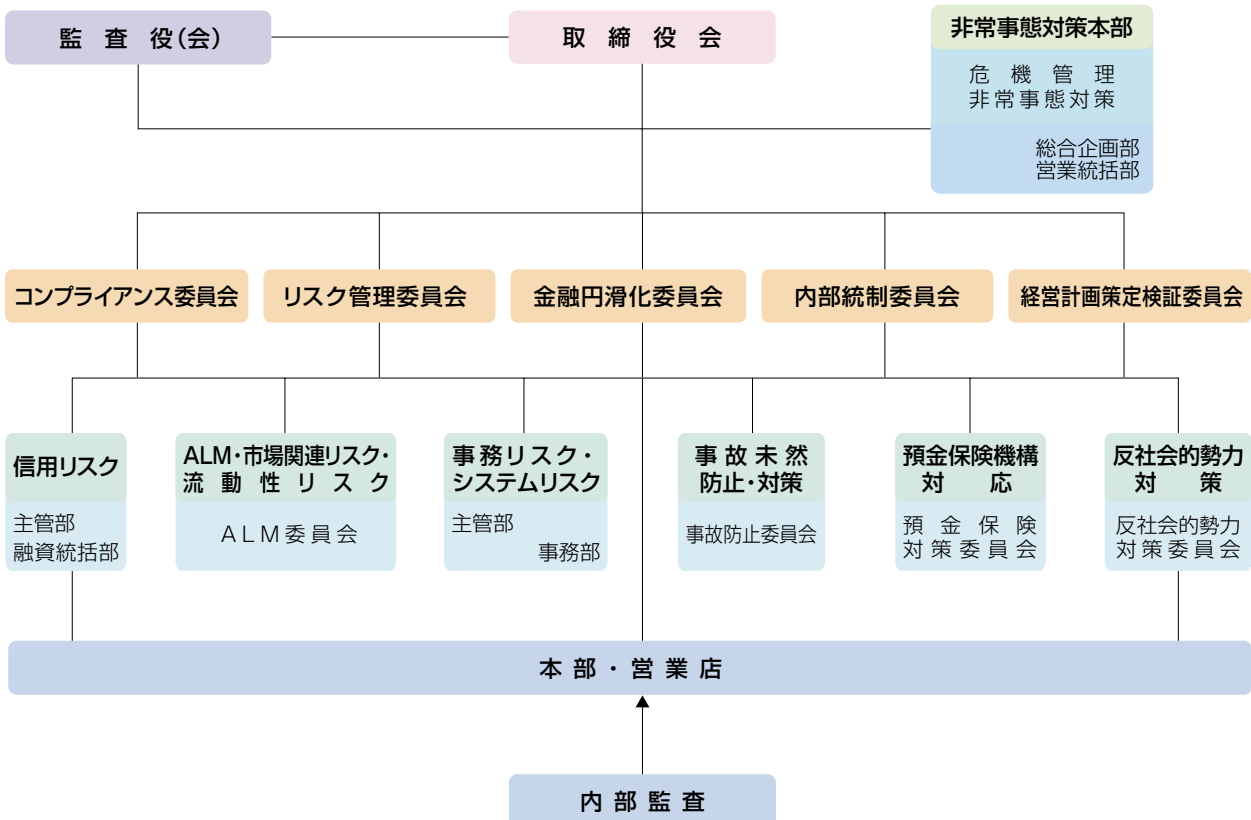 監査役(会)
取締役会
非常事態対策本部
危機管理
非常事態対策
総合企画部
営業統括部
コンプライアンス委員会
リスク管理委員会
金融円滑化委員会
内部統制委員会
経営計画策定検証委員会
信用リスク
主管部
融資統括部
ALM・市場関連リスク・
流動性リスク
ALM委員会
事務リスク・
システムリスク
主管部
事務部
事故未然
防止・対策
事故防止委員会
預金保険機構
対応
預金保険
対策委員会
反社会的勢力
対策
反社会的勢力
対策委員会
本部・営業店
内部監査